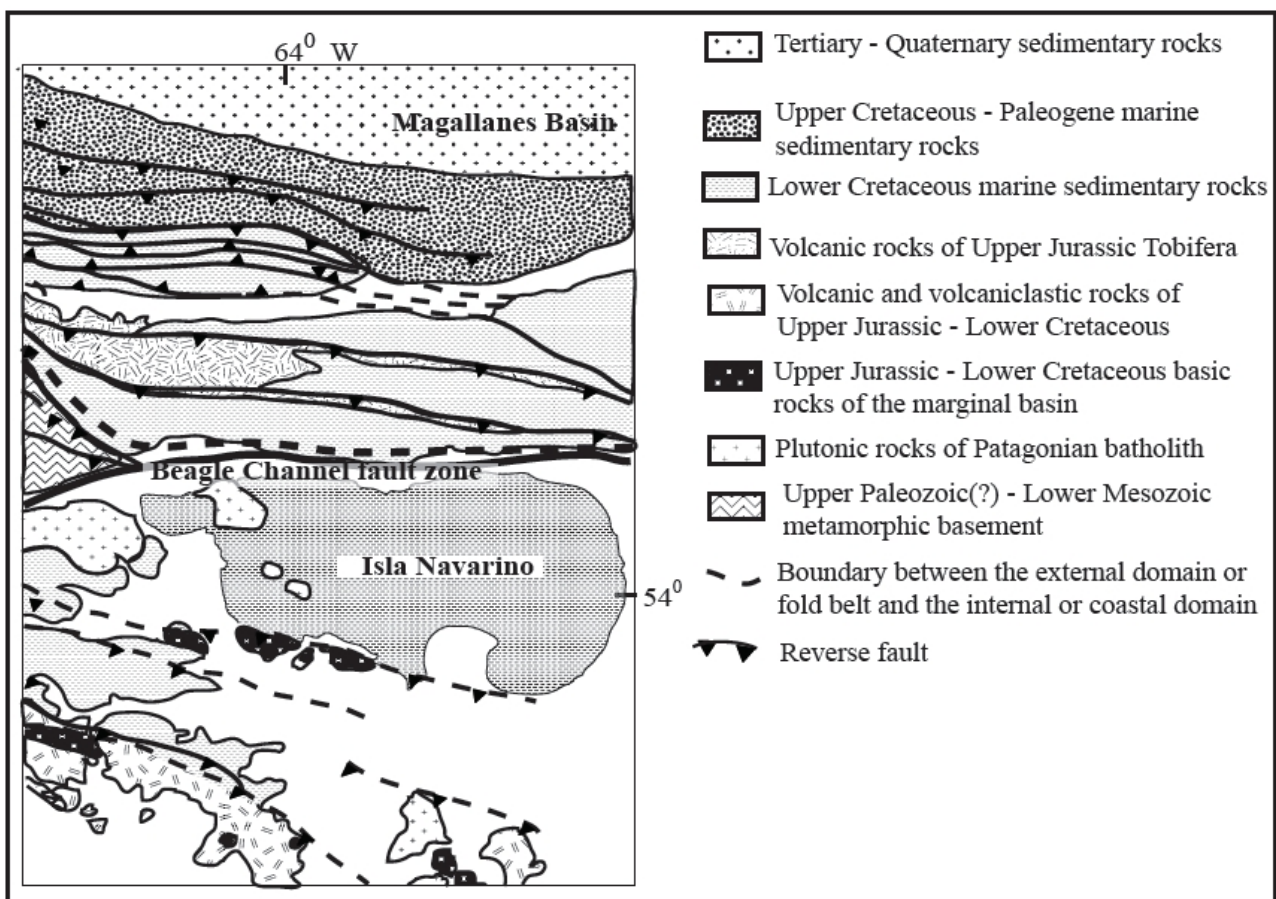 64⁰ W
Magallanes Basin
Beagle Channel fault zone
Isla Navarino
54⁰
Tertiary - Quaternary sedimentary rocks
Upper Cretaceous - Paleogene marine
sedimentary rocks
Lower Cretaceous marine sedimentary rocks
Volcanic rocks of Upper Jurassic Tobifera
Volcanic and volcaniclastic rocks of
Upper Jurassic - Lower Cretaceous
Upper Jurassic - Lower Cretaceous basic
rocks of the marginal basin
Plutonic rocks of Patagonian batholith
Upper Paleozoic(?) - Lower Mesozoic
metamorphic basement
Boundary between the external domain or
fold belt and the internal or coastal domain
Reverse fault